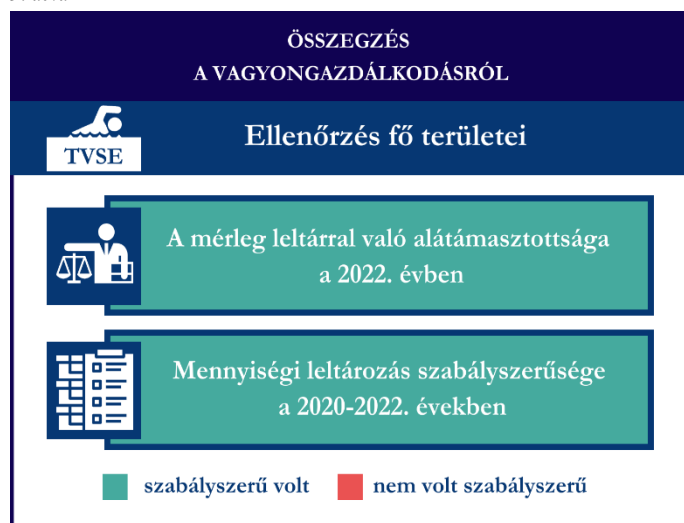 ÖSSZEGZÉS
A VAGYONGAZDÁLKODÁSRÓL
TVSE
Ellenőrzés fő területei
A mérleg leltárral való alátámasztottsága
a 2022. évben
Mennyiségi leltározás szabályszerűsége
a 2020-2022. években
szabályszerű volt
nem volt szabályszerű